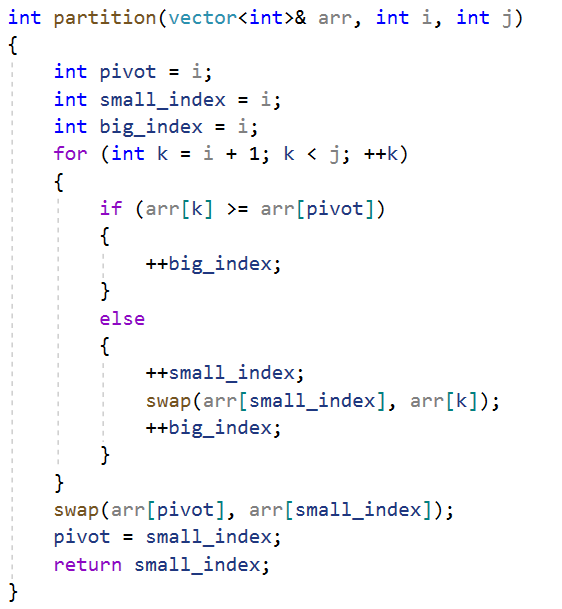 int partition(vector<int>& arr, int i, int j)
{
    int pivot = i;
    int small_index = i;
    int big_index = i;
    for (int k = i + 1; k < j; ++k)
    {
        if (arr[k] >= arr[pivot])
        {
            ++big_index;
        }
        else
        {
            ++small_index;
            swap(arr[small_index], arr[k]);
            ++big_index;
        }
    }
    swap(arr[pivot], arr[small_index]);
    pivot = small_index;
    return small_index;
}